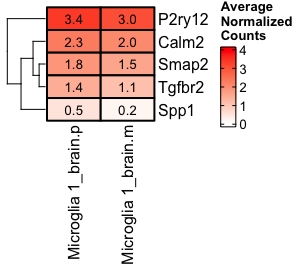 Average
Normalized
Counts
3.4 3.0 P2ry12
2.3 2.0 Calm2
1.8 1.5 Smap2
1.4 1.1 Tgfbr2
0.5 0.2 Spp1
4
3
2
1
0
Microglia 1_brain.p
Microglia 1_brain.m